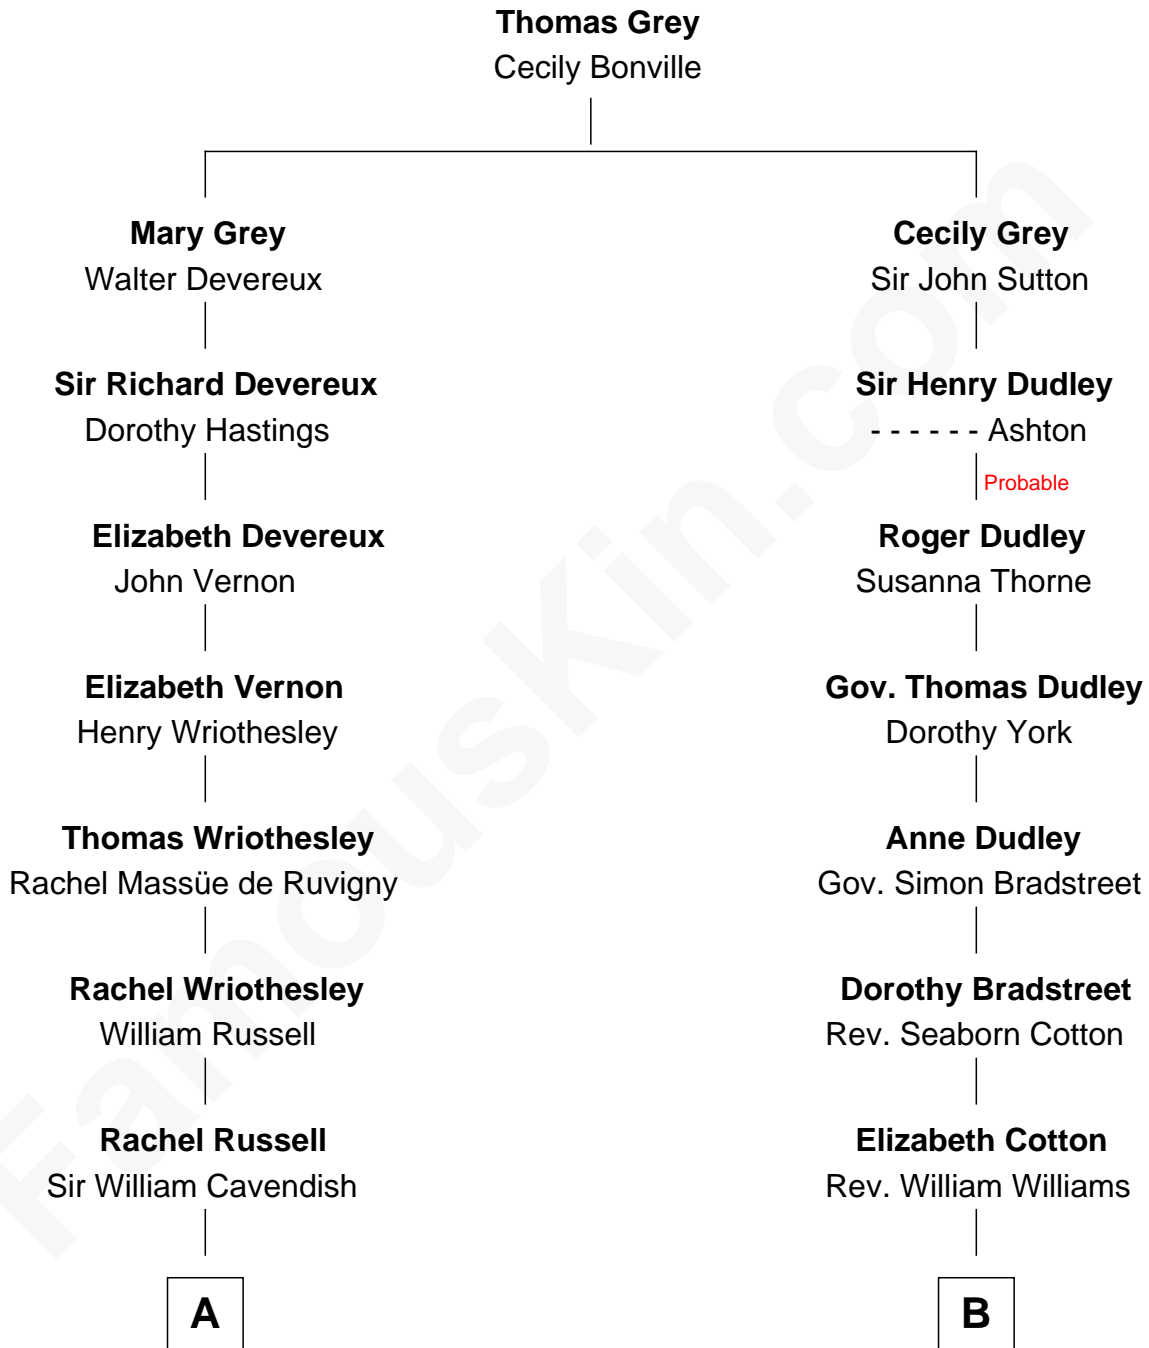 Thomas Grey
Cecily Bonville
Mary Grey
Walter Devereux
Cecily Grey
Sir John Sutton
Sir Richard Devereux
Dorothy Hastings
Sir Henry Dudley
- - - - - - Ashton
Probable
Elizabeth Devereux
John Vernon
Roger Dudley
Susanna Thorne
Elizabeth Vernon
Henry Wriothesley
Gov. Thomas Dudley
Dorothy York
Thomas Wriothesley
Rachel Massüe de Ruvigny
Anne Dudley
Gov. Simon Bradstreet
Rachel Wriothesley
William Russell
Dorothy Bradstreet
Rev. Seaborn Cotton
Rachel Russell
Sir William Cavendish
Elizabeth Cotton
Rev. William Williams
A
B
FamousKin.com